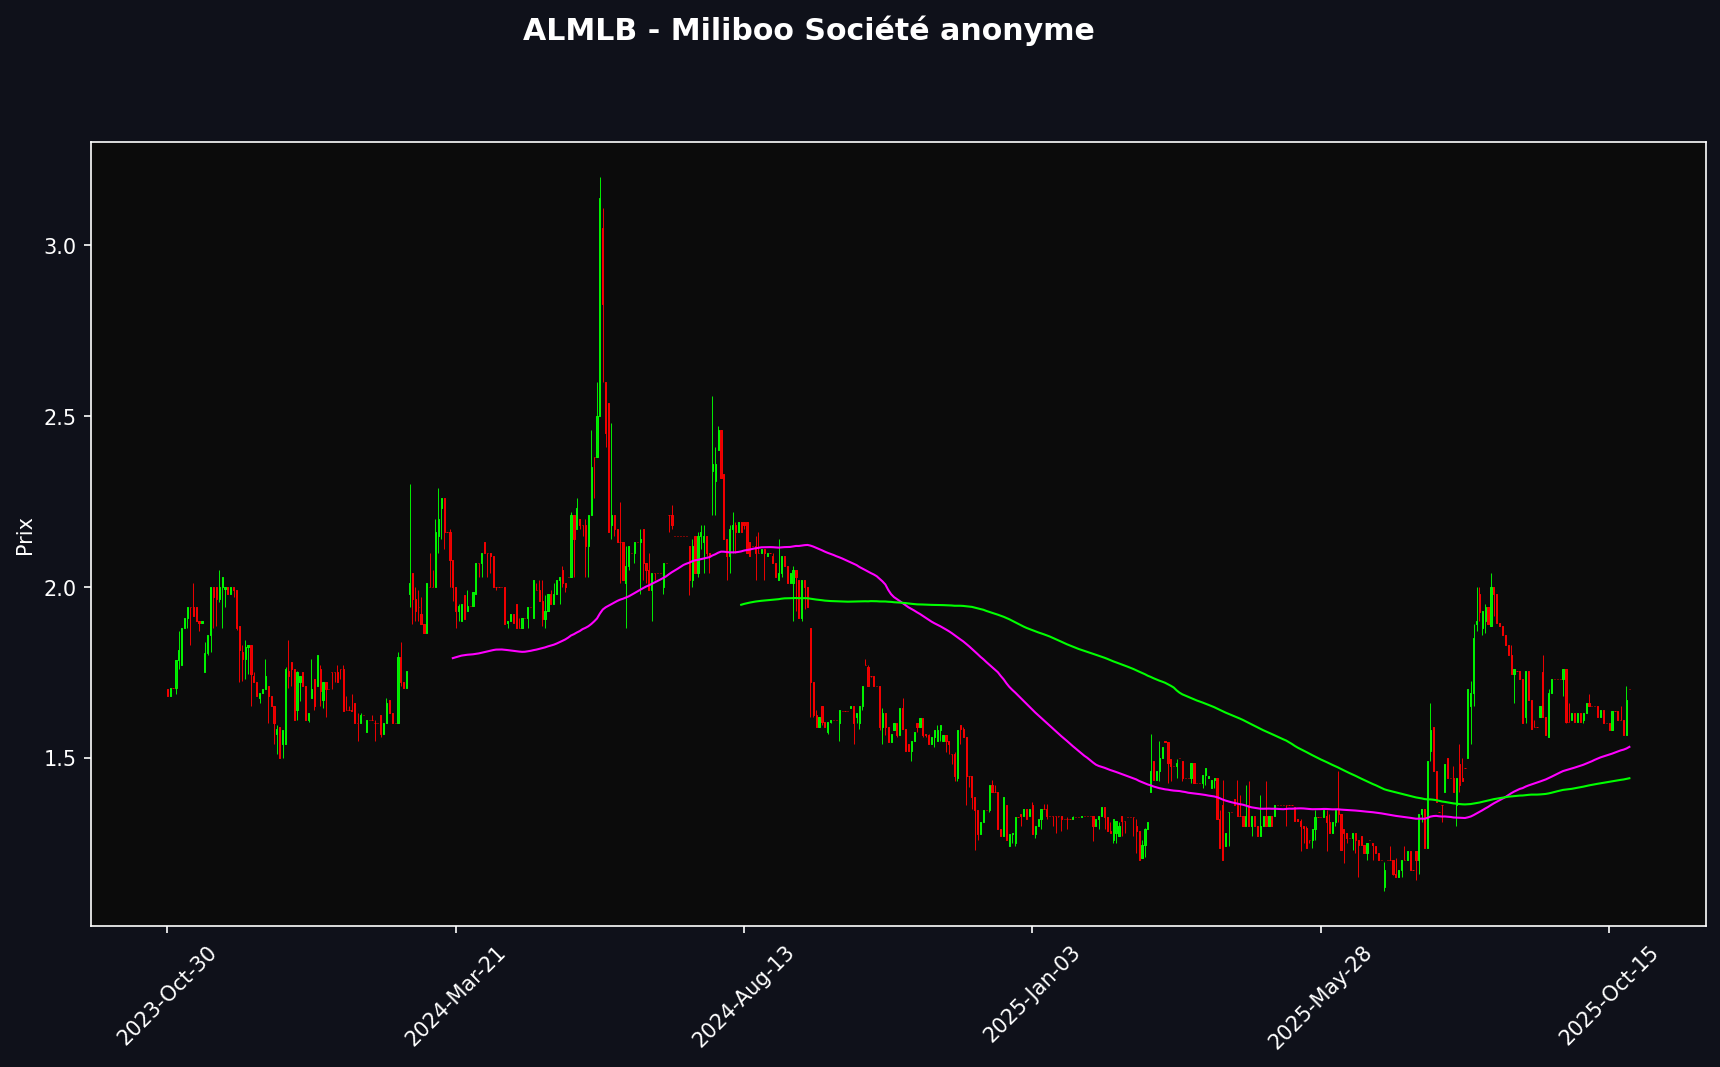 ALMLB - Miliboo Société anonyme
Prix
3.0
2.5
2.0
1.5
2023-Oct-30
2024-Mar-21
2024-Aug-13
2025-Jan-03
2025-May-28
2025-Oct-15